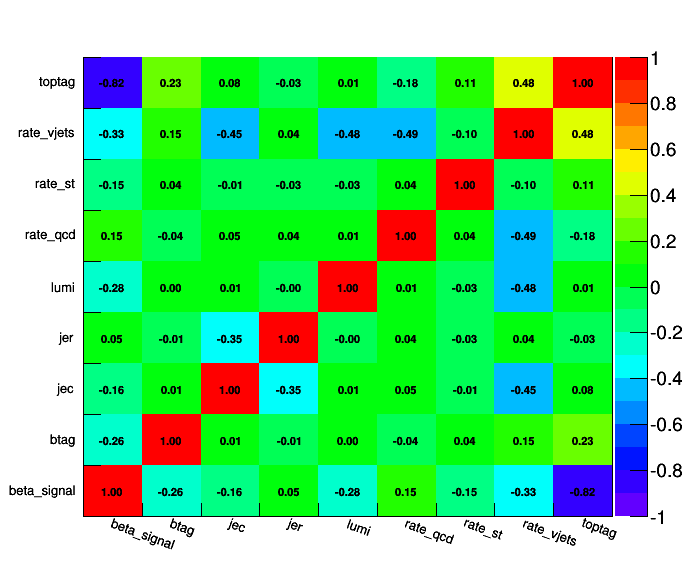 toptag -0.82 0.23 0.08 -0.03 0.01 -0.18 0.11 0.48 1.00
rate_vjets -0.33 0.15 -0.45 0.04 -0.48 -0.49 -0.10 1.00 0.48
rate_st -0.15 0.04 -0.01 -0.03 -0.03 0.04 1.00 -0.10 0.11
rate_qcd 0.15 -0.04 0.05 0.04 0.01 1.00 0.04 -0.49 -0.18
lumi -0.28 0.00 0.01 -0.00 1.00 0.01 -0.03 -0.48 0.01
jer 0.05 -0.01 -0.35 1.00 -0.00 0.04 -0.03 0.04 -0.03
jec -0.16 0.01 1.00 -0.35 0.01 0.05 -0.01 -0.45 0.08
btag -0.26 1.00 0.01 -0.01 0.00 -0.04 0.04 0.15 0.23
beta_signal 1.00 -0.26 -0.16 0.05 -0.28 0.15 -0.15 -0.33 -0.82
beta_signal btag jec jer lumi rate_qcd rate_st rate_vjets toptag
1
0.8
0.6
0.4
0.2
0
-0.2
-0.4
-0.6
-0.8
-1